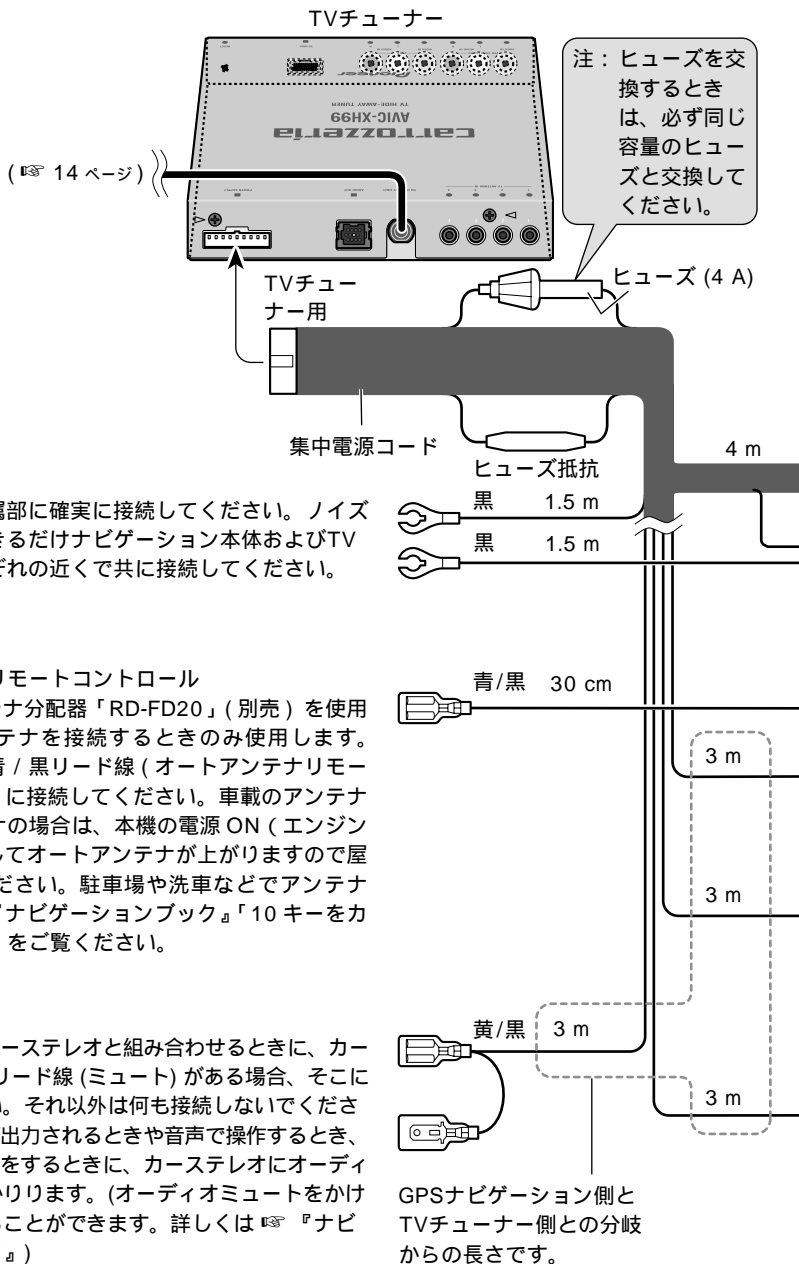 TVチューナー
Pioneer
TV HIDE-AWAY TUNER
AVIC-XH99
carrozzeria
(☞ 14 ページ)
注：ヒューズを交
換するとき
は、必ず同じ
容量のヒュー
ズと交換して
ください。
TVチュー
ナー用
ヒューズ (4 A)
集中電源コード
ヒューズ抵抗
4 m
属部に確実に接続してください。ノイズ
きるだけナビゲーション本体およびTV
ぞれの近くで共に接続してください。
黒 1.5 m
黒 1.5 m
リモートコントロール
ナ分配器「RD-FD20」(別売) を使用
テナを接続するときのみ使用します。
青 / 黒リード線 (オートアンテナリモー
) に接続してください。車載のアンテナ
ナの場合は、本機の電源 ON ( エンジン
してオートアンテナが上がりますので屋
ださい。駐車場や洗車などでアンテナ
『ナビゲーションブック』「10 キーをカ
」をご覧ください。
青/黒 30 cm
3 m
3 m
ーステレオと組み合わせるときに、カー
リード線 (ミュート) がある場合、そこに
い。それ以外は何も接続しないでくださ
が出力されるときや音声で操作するとき、
をするときに、カーステレオにオーディ
かりります。(オーディオミュートをかけ
ることができます。詳しくは ☞ 『ナビ
』)
黄/黒 3 m
3 m
GPSナビゲーション側と
TVチューナー側との分岐
からの長さです。